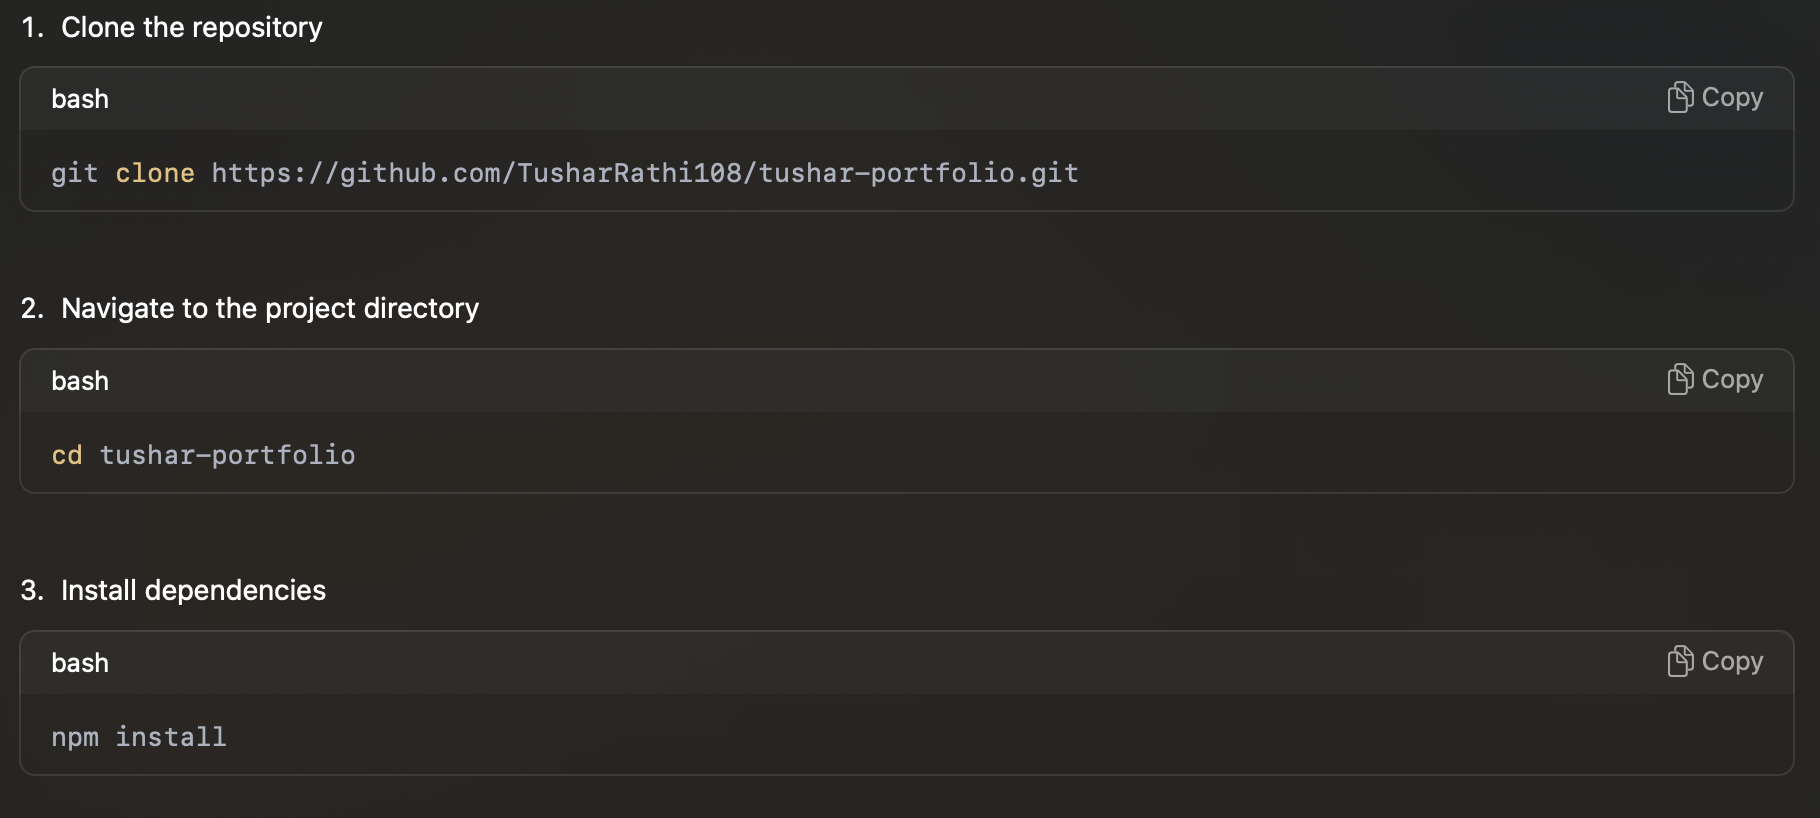 1. Clone the repository
bash
Copy
git clone https://github.com/TusharRathi108/tushar-portfolio.git
2. Navigate to the project directory
bash
Copy
cd tushar-portfolio
3. Install dependencies
bash
Copy
npm install